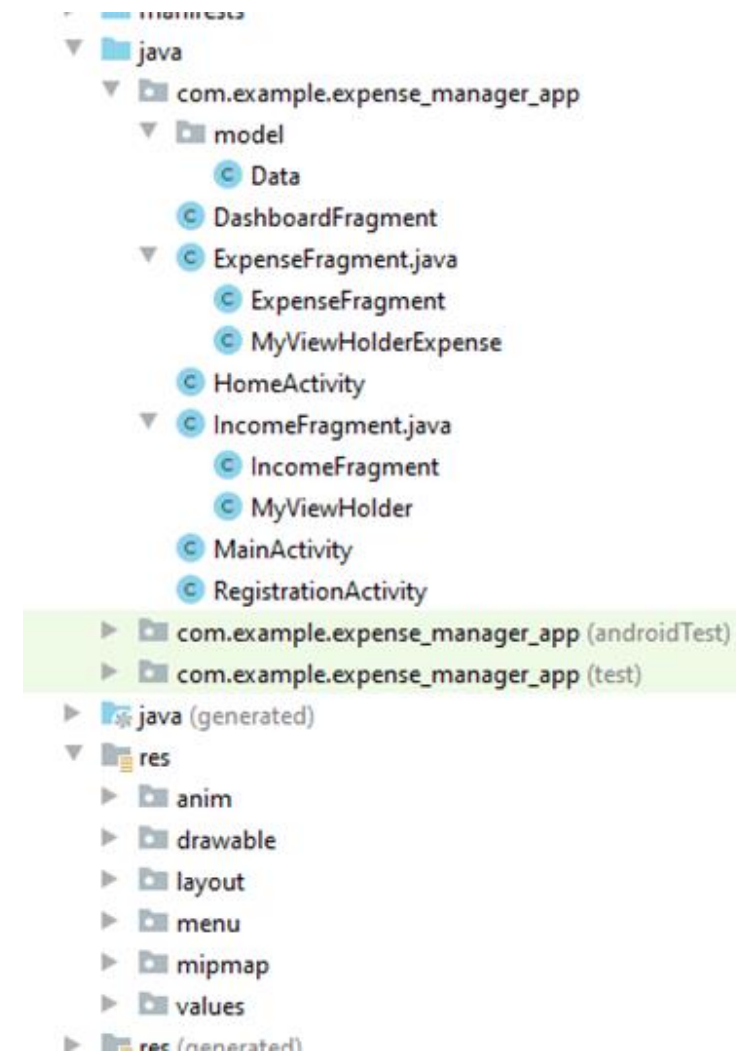 manifests
java
com.example.expense_manager_app
model
C Data
C DashboardFragment
C ExpenseFragment.java
C ExpenseFragment
C MyViewHolderExpense
C HomeActivity
C IncomeFragment.java
C IncomeFragment
C MyViewHolder
C MainActivity
C RegistrationActivity
com.example.expense_manager_app (androidTest)
com.example.expense_manager_app (test)
java (generated)
res
anim
drawable
layout
menu
mipmap
values
res (generated)